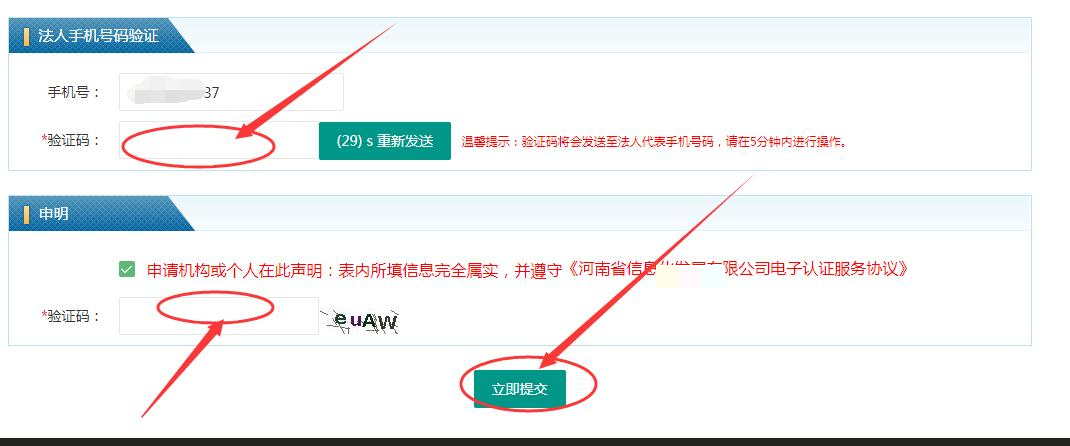 法人手机号码验证
手机号： 37
*验证码： (29) s 重新发送 温馨提示：验证码将会发送至法人代表手机号码，请在5分钟内进行操作。
申明
申请机构或个人在此声明：表内所填信息完全属实，并遵守《河南省信息化发展有限公司电子认证服务协议》
*验证码： euAW
立即提交